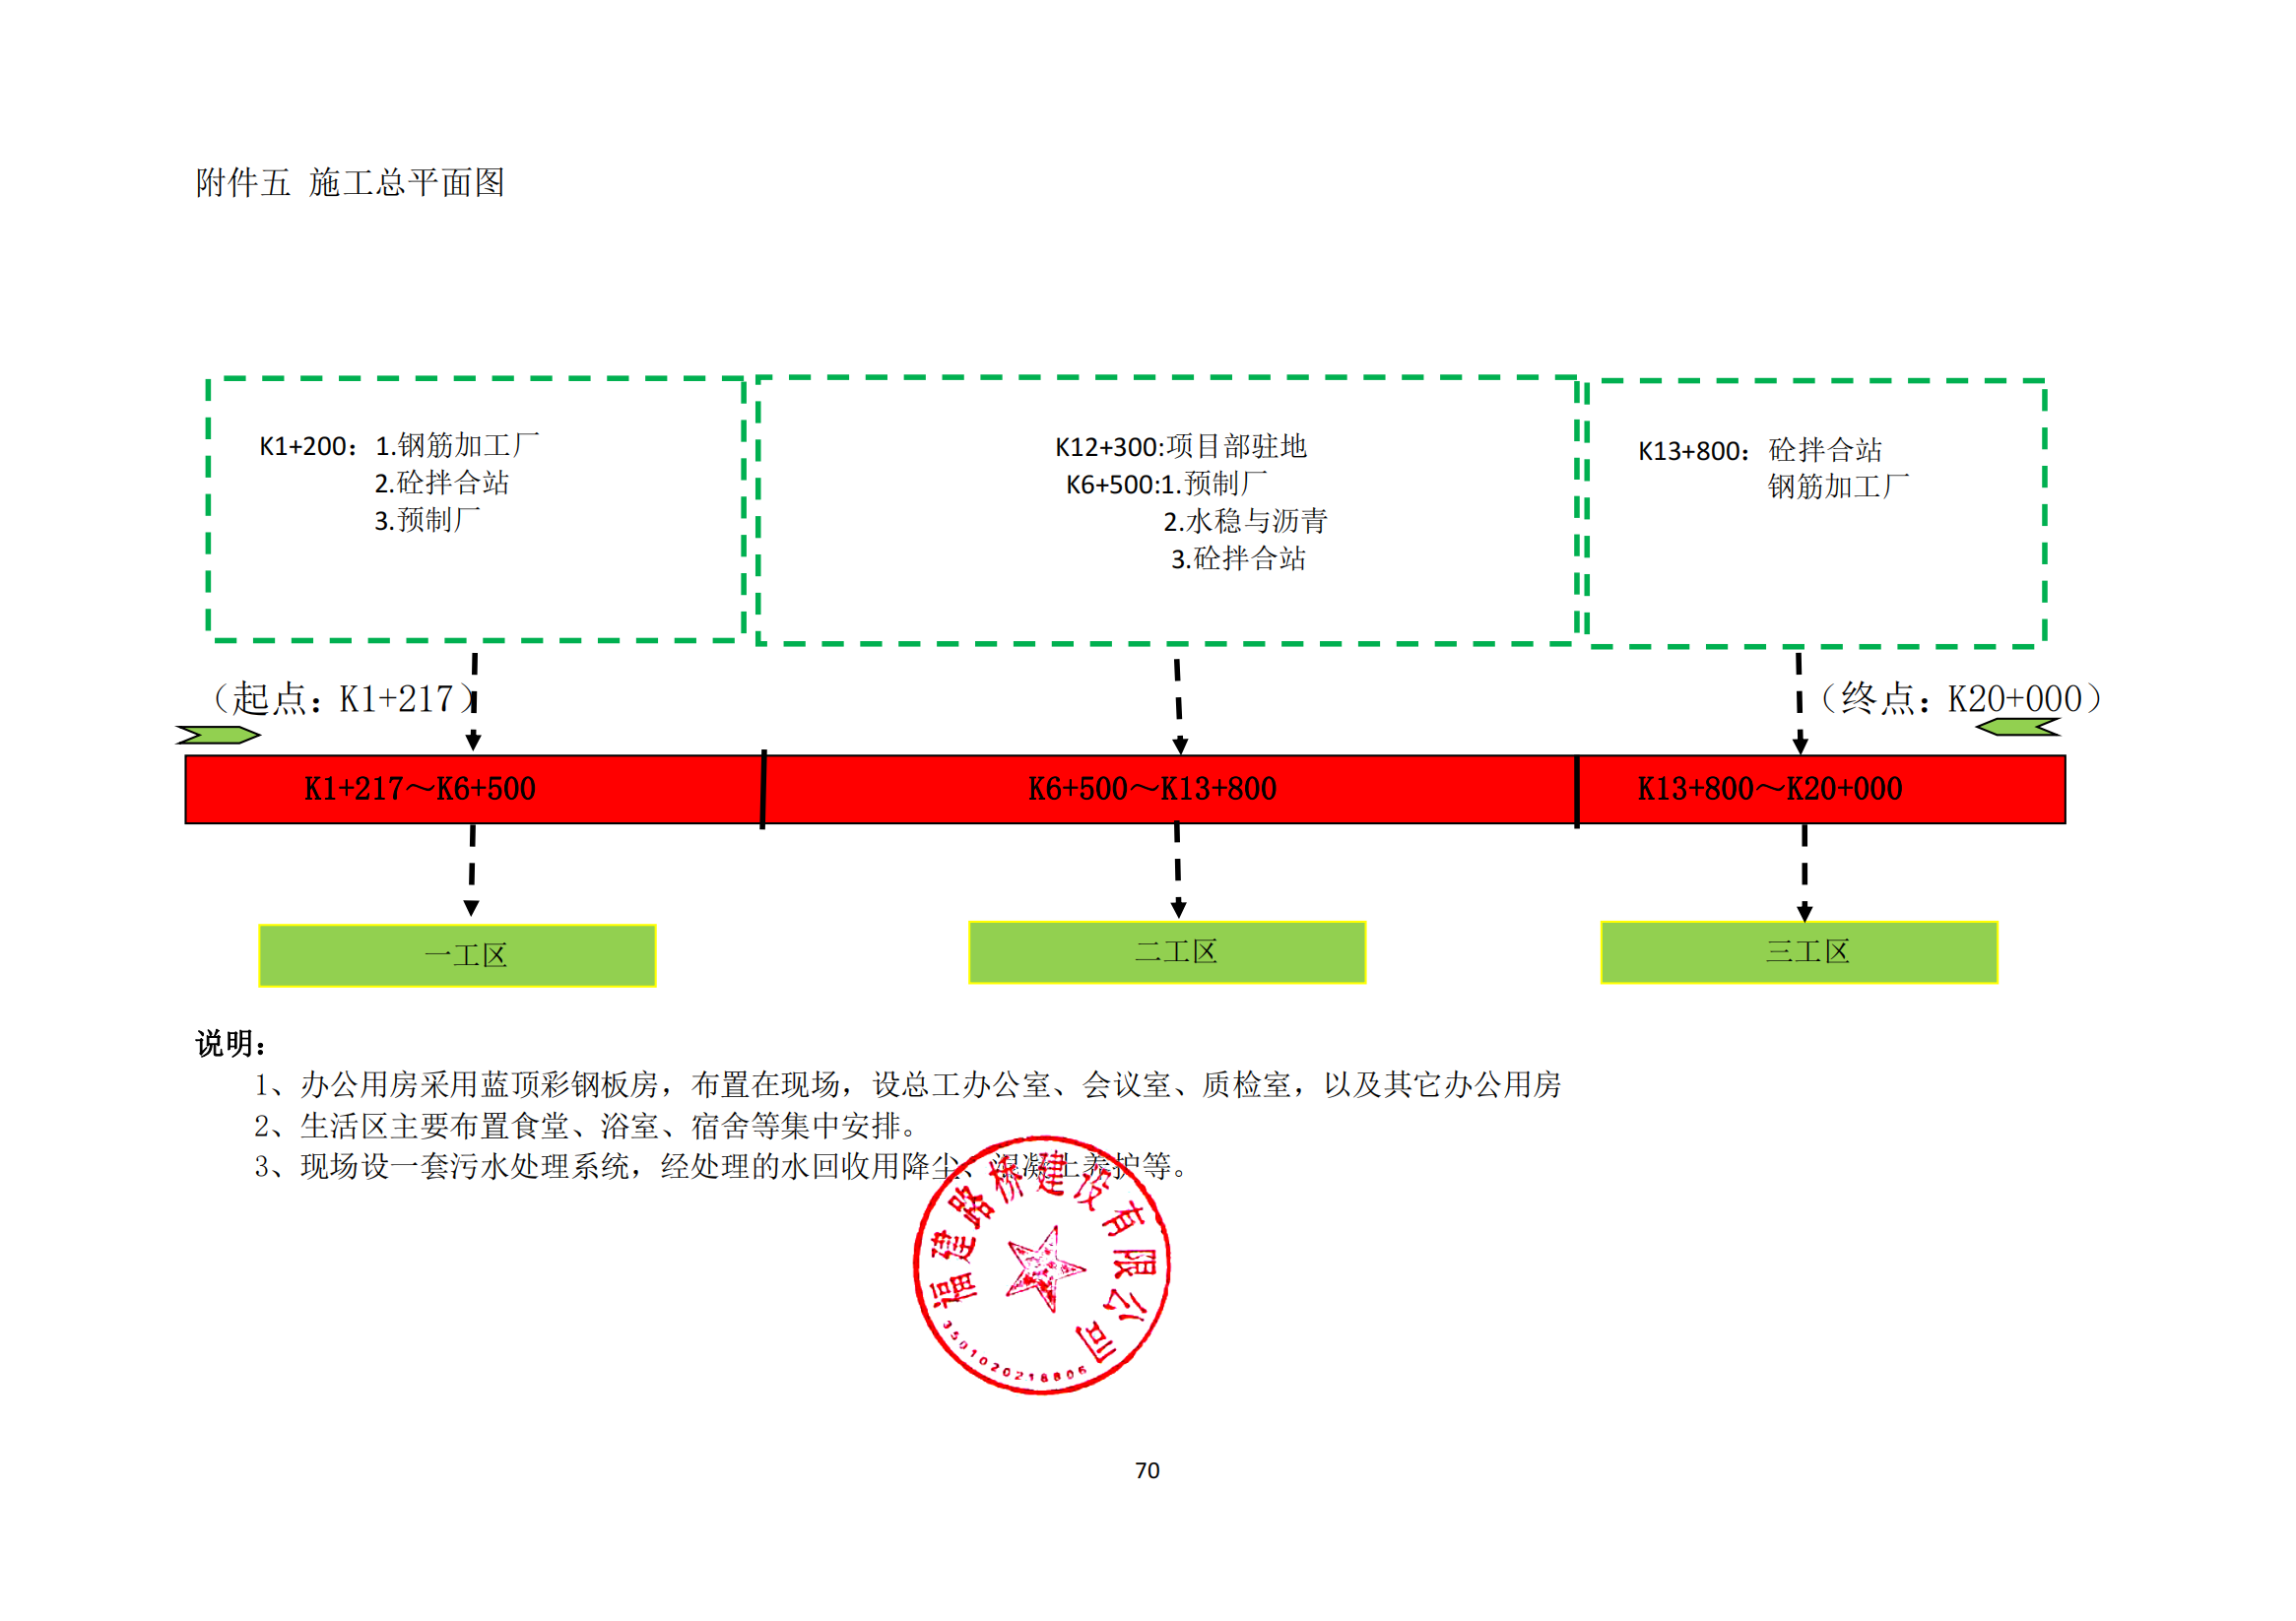 附件五 施工总平面图
K1+200：1.钢筋加工厂
2.砼拌合站
3.预制厂
K12+300:项目部驻地
K6+500:1.预制厂
2.水稳与沥青
3.砼拌合站
K13+800：砼拌合站
钢筋加工厂
（起点：K1+217）
（终点：K20+000）
K1+217～K6+500
K6+500～K13+800
K13+800～K20+000
一工区
二工区
三工区
说明：
1、办公用房采用蓝顶彩钢板房，布置在现场，设总工办公室、会议室、质检室，以及其它办公用房
2、生活区主要布置食堂、浴室、宿舍等集中安排。
3、现场设一套污水处理系统，经处理的水回收用降尘、混凝土养护等。
福建路桥建设有限公司
3501020218806
70